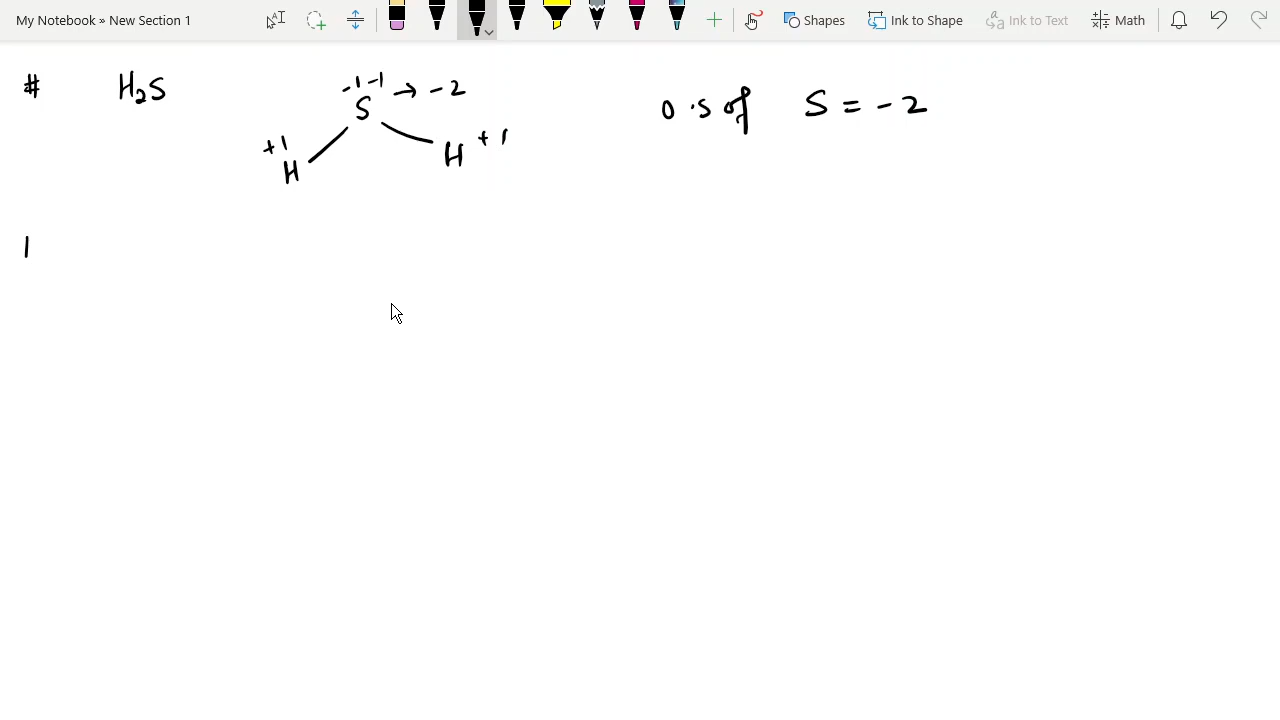 My Notebook » New Section 1 Shapes Ink to Shape Ink to Text Math
# H₂S
-1 -1
S → -2
o.s of S = -2
+1
H
H +1
|